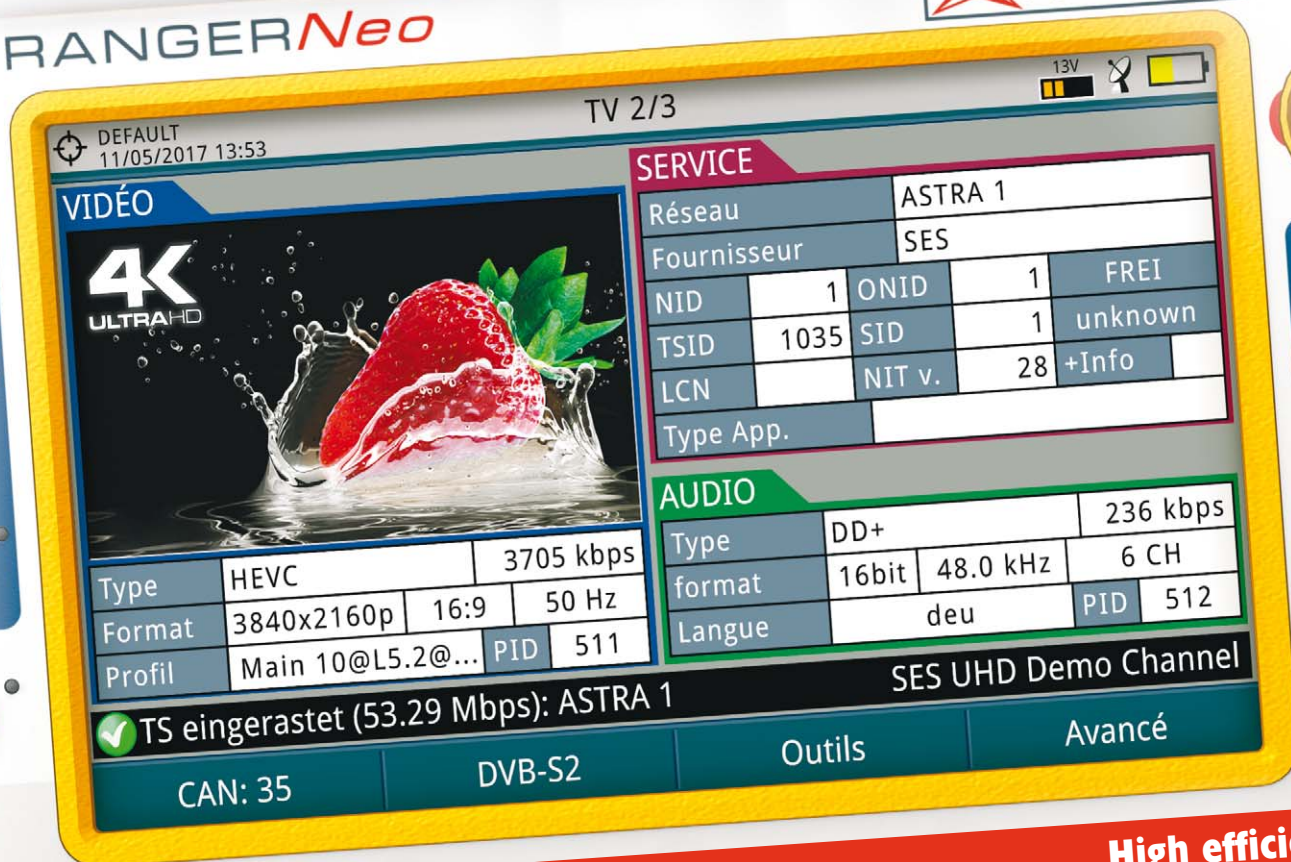 RANGERNeo
DEFAULT
11/05/2017 13:53
TV 2/3
13V
VIDÉO
4K
ULTRAHD
Type HEVC 3705 kbps
Format 3840x2160p 16:9 50 Hz
Profil Main 10@L5.2@... PID 511
SERVICE
Réseau ASTRA 1
Fournisseur SES
NID 1 ONID 1 FREI
TSID 1035 SID 1 unknown
LCN NIT v. 28 +Info
Type App.
AUDIO
Type DD+ 236 kbps
format 16bit 48.0 kHz 6 CH
Langue deu PID 512
TS eingerastet (53.29 Mbps): ASTRA 1 SES UHD Demo Channel
CAN: 35 DVB-S2 Outils Avancé
High